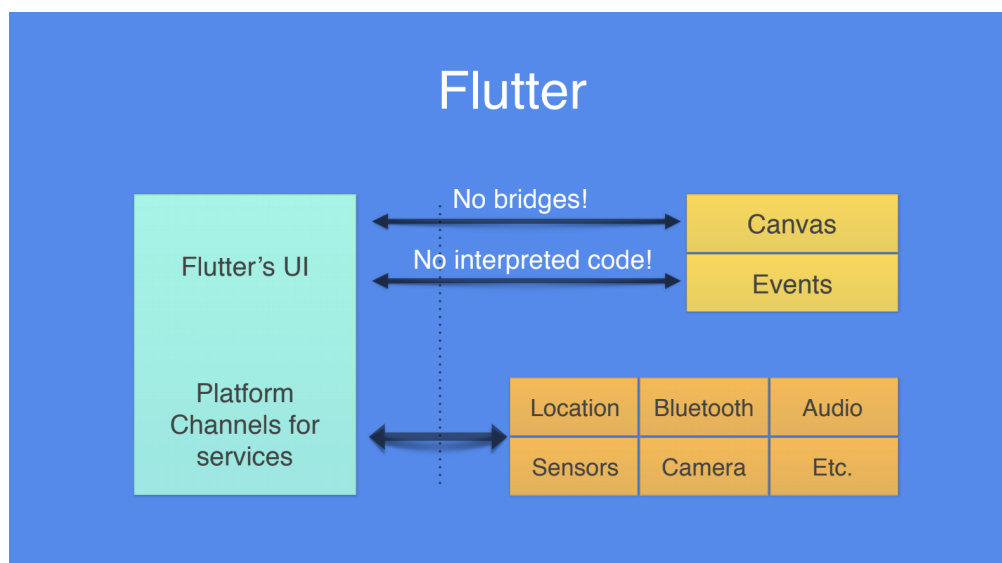 Flutter
No bridges!
No interpreted code!
Flutter’s UI
Canvas
Events
Platform
Channels for
services
Location
Bluetooth
Audio
Sensors
Camera
Etc.